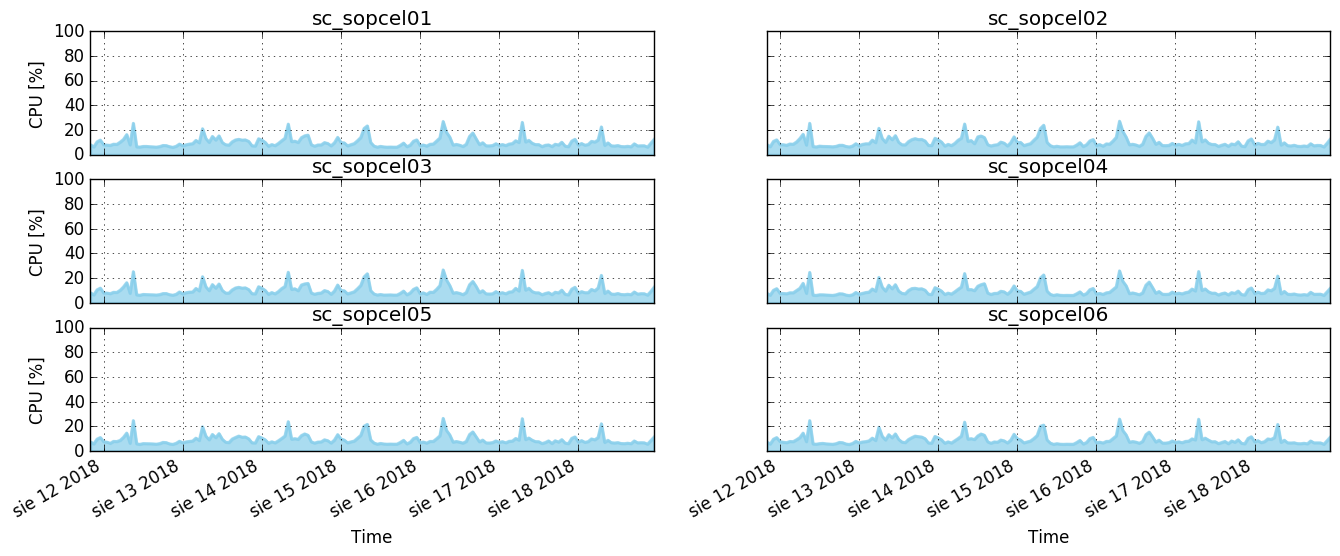 sc_sopcel01
sc_sopcel02
100
80
60
40
20
0
CPU [%]
sc_sopcel03
sc_sopcel04
100
80
60
40
20
0
CPU [%]
sc_sopcel05
sc_sopcel06
100
80
60
40
20
0
CPU [%]
sie 12 2018
sie 13 2018
sie 14 2018
sie 15 2018
sie 16 2018
sie 17 2018
sie 18 2018
sie 12 2018
sie 13 2018
sie 14 2018
sie 15 2018
sie 16 2018
sie 17 2018
sie 18 2018
Time
Time